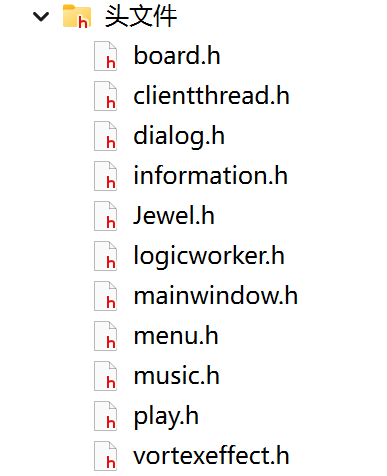 头文件
board.h
clientthread.h
dialog.h
information.h
Jewel.h
logicworker.h
mainwindow.h
menu.h
music.h
play.h
vortexeffect.h